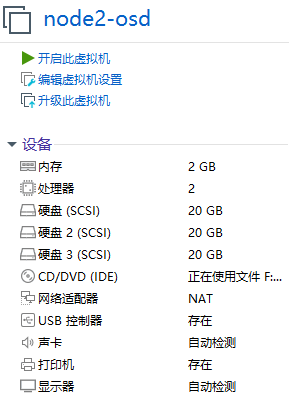 node2-osd
开启此虚拟机
编辑虚拟机设置
升级此虚拟机
设备
内存 2 GB
处理器 2
硬盘 (SCSI) 20 GB
硬盘 2 (SCSI) 20 GB
硬盘 3 (SCSI) 20 GB
CD/DVD (IDE) 正在使用文件 F:...
网络适配器 NAT
USB 控制器 存在
声卡 自动检测
打印机 存在
显示器 自动检测